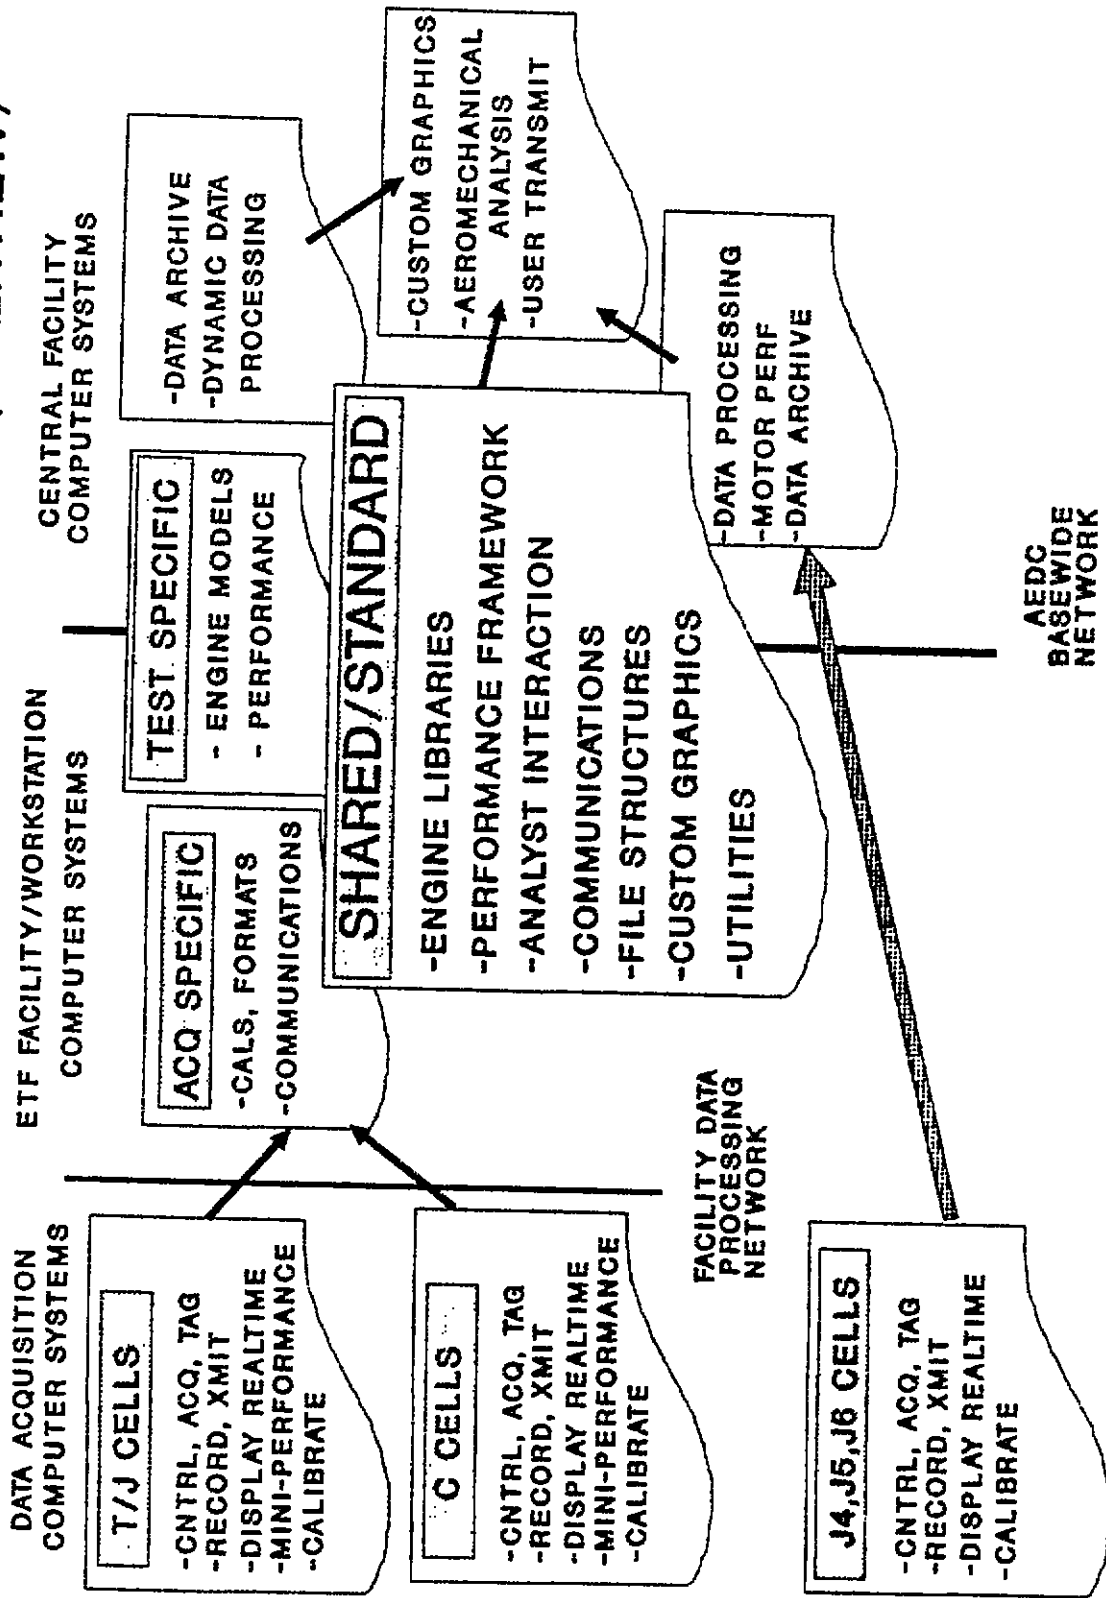 DATA ACQUISITION
COMPUTER SYSTEMS
ETF FACILITY/WORKSTATION
COMPUTER SYSTEMS
CENTRAL FACILITY
COMPUTER SYSTEMS
T/J CELLS
-CNTRL, ACQ, TAG
-RECORD, XMIT
-DISPLAY REALTIME
-MINI-PERFORMANCE
-CALIBRATE
C CELLS
-CNTRL, ACQ, TAG
-RECORD, XMIT
-DISPLAY REALTIME
-MINI-PERFORMANCE
-CALIBRATE
J4,J5,J6 CELLS
-CNTRL, ACQ, TAG
-RECORD, XMIT
-DISPLAY REALTIME
-CALIBRATE
FACILITY DATA
PROCESSING
NETWORK
ACQ SPECIFIC
-CALS, FORMATS
-COMMUNICATIONS
TEST SPECIFIC
- ENGINE MODELS
- PERFORMANCE
SHARED/STANDARD
-ENGINE LIBRARIES
-PERFORMANCE FRAMEWORK
-ANALYST INTERACTION
-COMMUNICATIONS
-FILE STRUCTURES
-CUSTOM GRAPHICS
-UTILITIES
-DATA ARCHIVE
-DYNAMIC DATA
PROCESSING
-CUSTOM GRAPHICS
-AEROMECHANICAL
ANALYSIS
-USER TRANSMIT
-DATA PROCESSING
-MOTOR PERF
-DATA ARCHIVE
AEDC
BASEWIDE
NETWORK